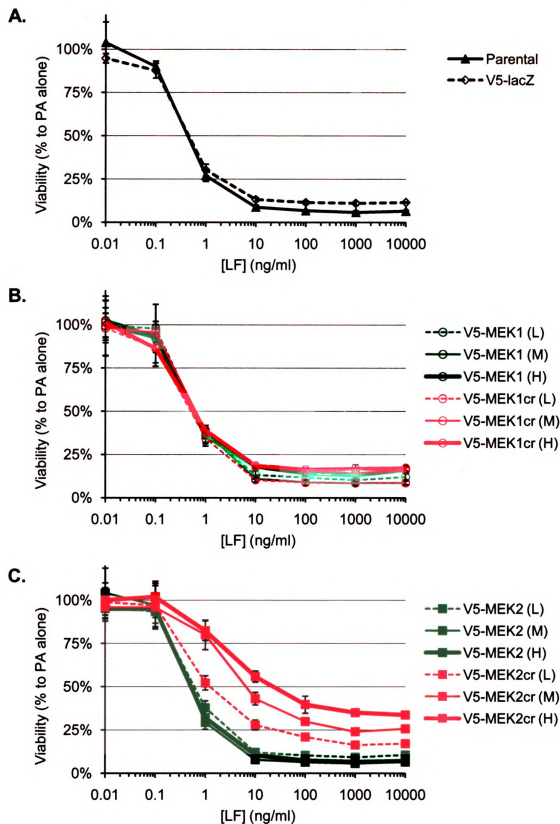 A.
100%
75%
50%
25%
0%
Viability (% to PA alone)
0.01 0.1 1 10 100 1000 10000
[LF] (ng/ml)
Parental
V5-lacZ
B.
100%
75%
50%
25%
0%
Viability (% to PA alone)
0.01 0.1 1 10 100 1000 10000
[LF] (ng/ml)
V5-MEK1 (L)
V5-MEK1 (M)
V5-MEK1 (H)
V5-MEK1cr (L)
V5-MEK1cr (M)
V5-MEK1cr (H)
C.
100%
75%
50%
25%
0%
Viability (% to PA alone)
0.01 0.1 1 10 100 1000 10000
[LF] (ng/ml)
V5-MEK2 (L)
V5-MEK2 (M)
V5-MEK2 (H)
V5-MEK2cr (L)
V5-MEK2cr (M)
V5-MEK2cr (H)